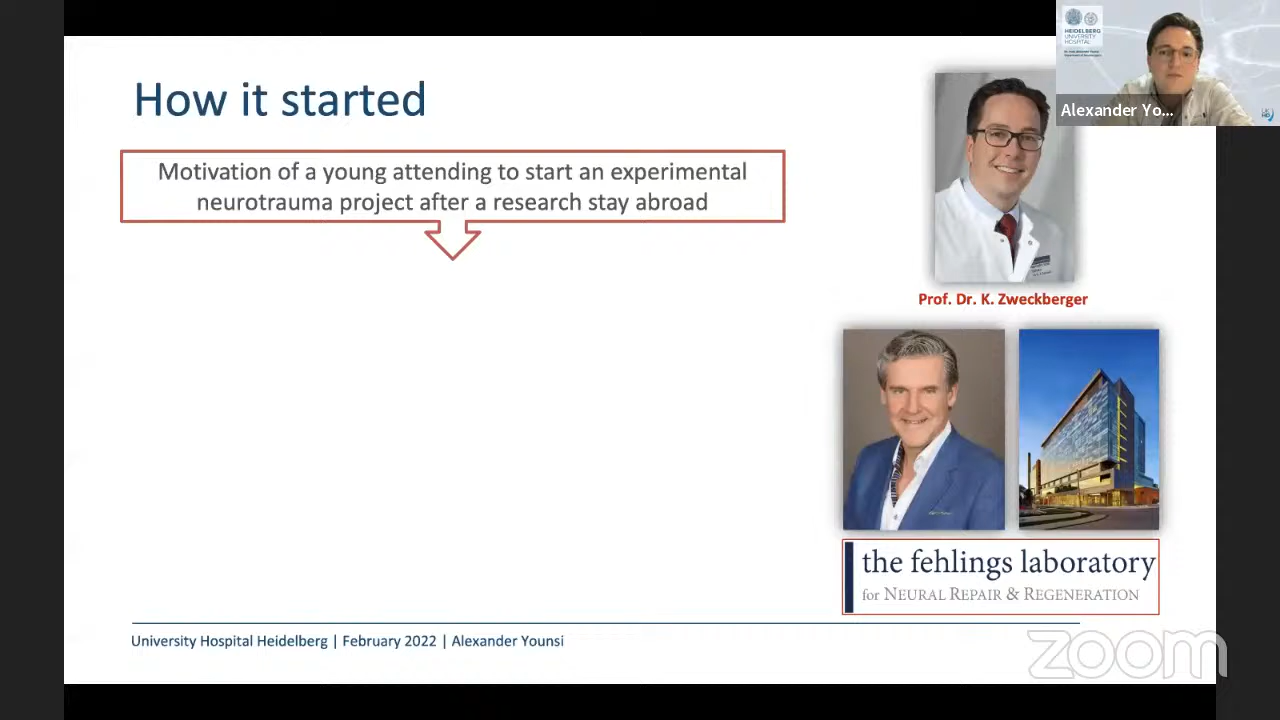 How it started
Motivation of a young attending to start an experimental
neurotrauma project after a research stay abroad
HEIDELBERG
UNIVERSITY
HOSPITAL
Alexander Yo...
Prof. Dr. K. Zweckberger
the fehlings laboratory
for NEURAL REPAIR & REGENERATION
University Hospital Heidelberg | February 2022 | Alexander Younsi
zoom